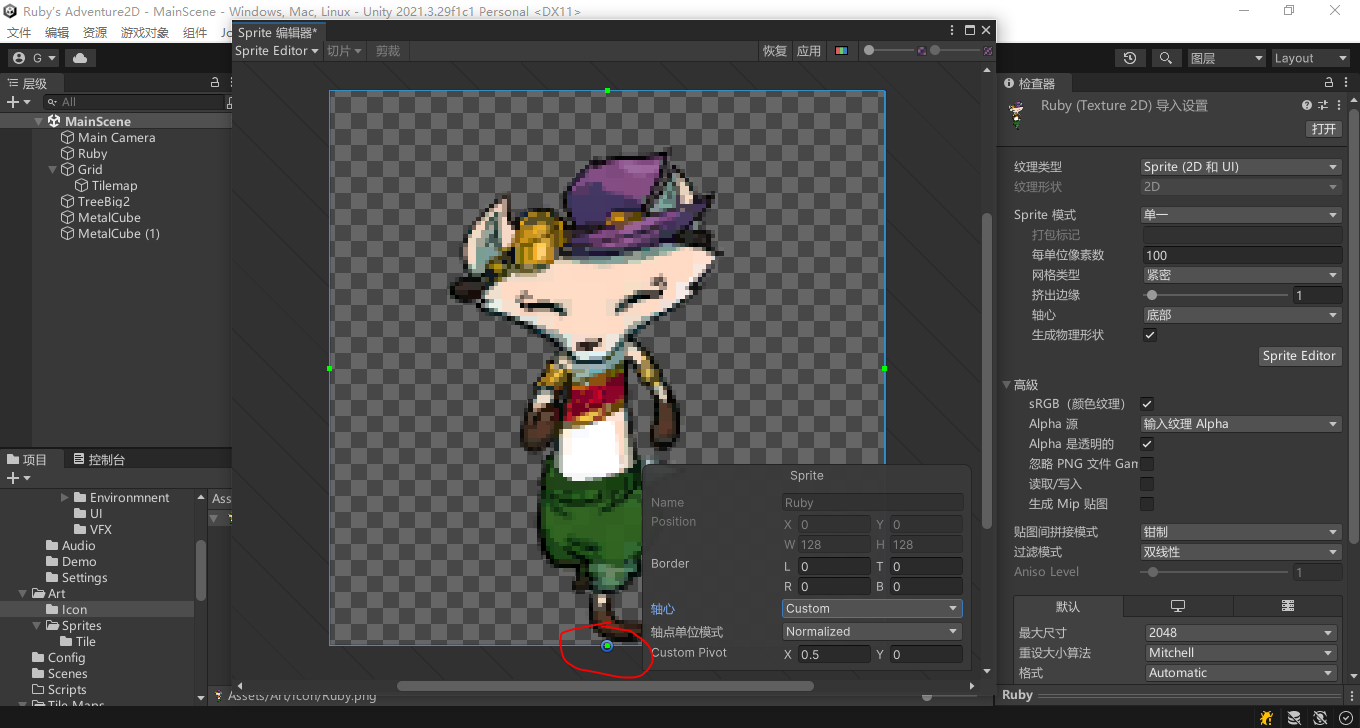 Ruby's Adventure2D - MainScene - Windows, Mac, Linux - Unity 2021.3.29f1c1 Personal <DX11>
文件 编辑 资源 游戏对象 组件
G
图层
Layout
层级
All
MainScene
Main Camera
Ruby
Grid
Tilemap
TreeBig2
MetalCube
MetalCube (1)
项目 控制台
Environmnent
UI
VFX
Audio
Demo
Settings
Art
Icon
Sprites
Tile
Config
Scenes
Scripts
Tile Maps
Ass
Assets/Art/Icon/Ruby.png
Sprite 编辑器*
Sprite Editor 切片 剪裁 恢复 应用
Sprite
Name Ruby
Position X 0 Y 0
W 128 H 128
Border L 0 T 0
R 0 B 0
轴心 Custom
轴点单位模式 Normalized
Custom Pivot X 0.5 Y 0
检查器
Ruby (Texture 2D) 导入设置
打开
纹理类型 Sprite (2D 和 UI)
纹理形状 2D
Sprite 模式 单一
打包标记
每单位像素数 100
网格类型 紧密
挤出边缘 1
轴心 底部
生成物理形状
Sprite Editor
高级
sRGB（颜色纹理）
Alpha 源 输入纹理 Alpha
Alpha 是透明的
忽略 PNG 文件 Gam
读取/写入
生成 Mip 贴图
贴图间拼接模式 钳制
过滤模式 双线性
Aniso Level 1
默认
最大尺寸 2048
重设大小算法 Mitchell
格式 Automatic
Ruby